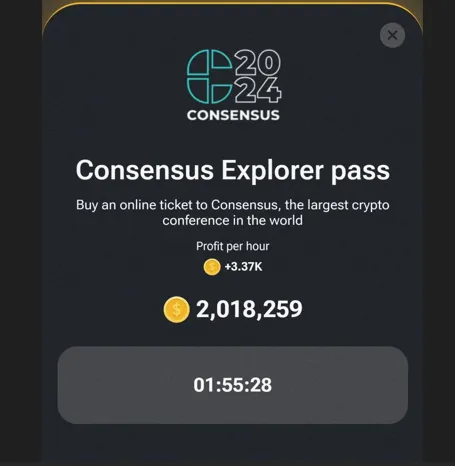 20
24
CONSENSUS
Consensus Explorer pass
Buy an online ticket to Consensus, the largest crypto
conference in the world
Profit per hour
+3.37K
2,018,259
01:55:28